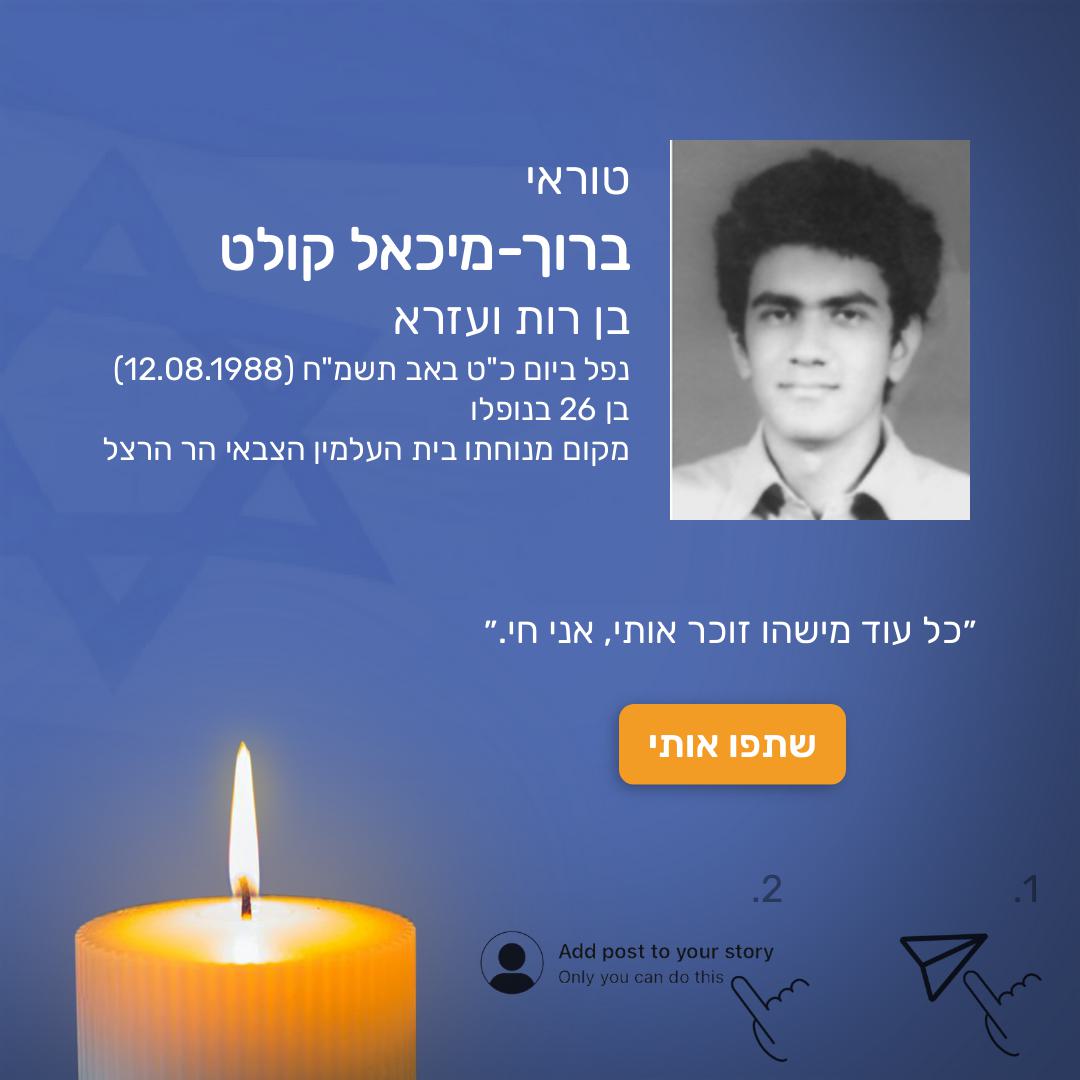 טוראי
ברוך-מיכאל קולט
בן רות ועזרא
נפל ביום כ"ט באב תשמ"ח (12.08.1988)
בן 26 בנופלו
מקום מנוחתו בית העלמין הצבאי הר הרצל
״כל עוד מישהו זוכר אותי, אני חי.״
שתפו אותי
.1
.2
Add post to your story
Only you can do this